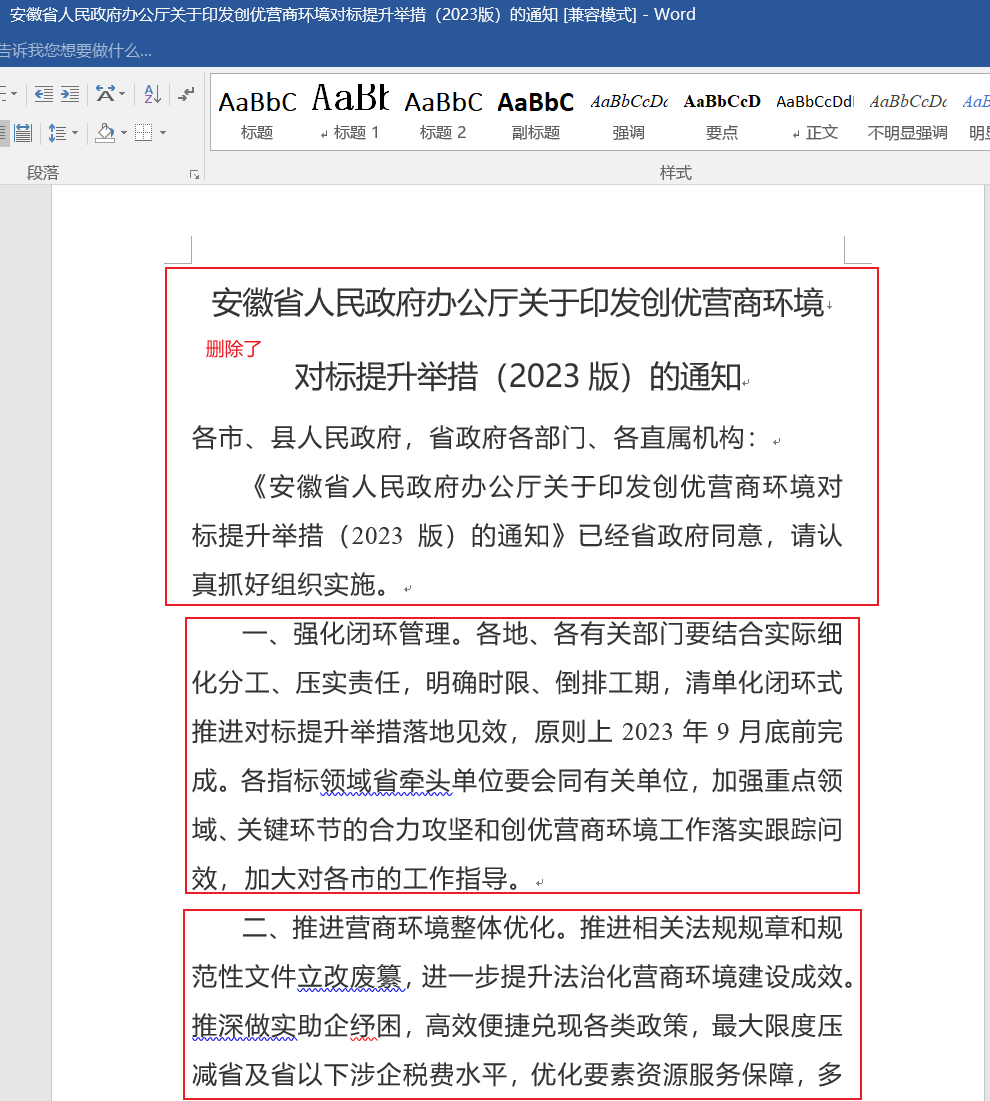 安徽省人民政府办公厅关于印发创优营商环境对标提升举措（2023版）的通知 [兼容模式] - Word
告诉我您想要做什么...
AaBbC AaBb AaBbC AaBbC AaBbCcDc AaBbCcD AaBbCcDd AaBbCcDc AaB
标题 标题 1 标题 2 副标题 强调 要点 正文 不明显强调 明
段落 样式
安徽省人民政府办公厅关于印发创优营商环境
删除了
对标提升举措（2023 版）的通知
各市、县人民政府，省政府各部门、各直属机构：
《安徽省人民政府办公厅关于印发创优营商环境对
标提升举措（2023 版）的通知》已经省政府同意，请认
真抓好组织实施。
一、强化闭环管理。各地、各有关部门要结合实际细
化分工、压实责任，明确时限、倒排工期，清单化闭环式
推进对标提升举措落地见效，原则上 2023 年 9 月底前完
成。各指标领域省牵头单位要会同有关单位，加强重点领
域、关键环节的合力攻坚和创优营商环境工作落实跟踪问
效，加大对各市的工作指导。
二、推进营商环境整体优化。推进相关法规规章和规
范性文件立改废纂，进一步提升法治化营商环境建设成效。
推深做实助企纾困，高效便捷兑现各类政策，最大限度压
减省及省以下涉企税费水平，优化要素资源服务保障，多